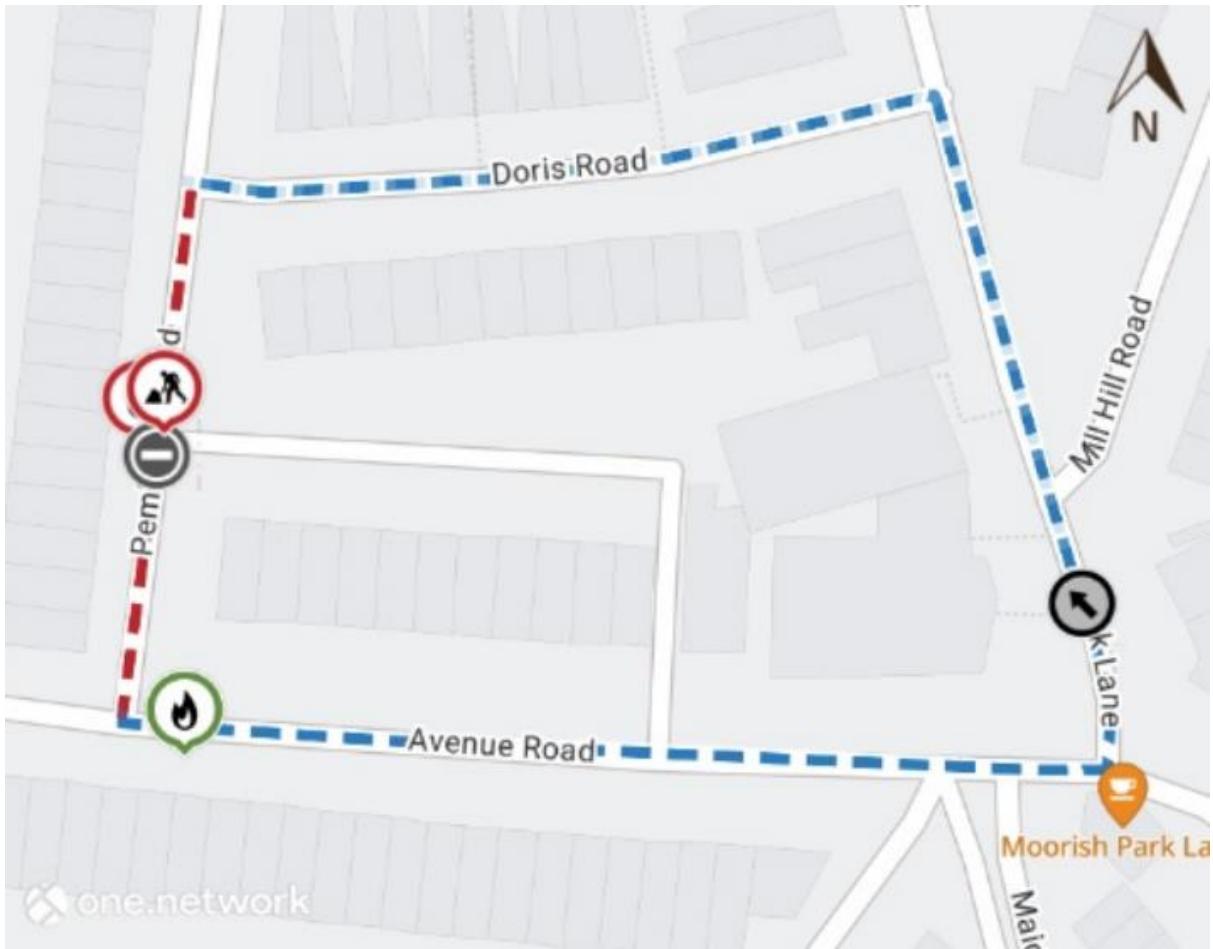 N
Doris Road
d
Mill Hill Road
Pem
k Lane
Avenue Road
Moorish Park La
Maid
one.network